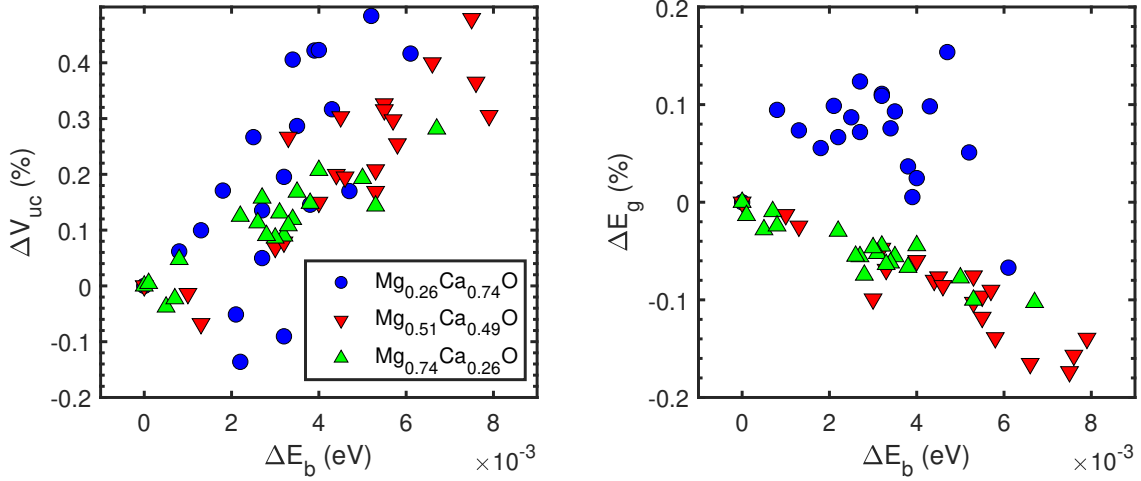 ΔV_uc (%)
0.4
0.3
0.2
0.1
0
-0.1
-0.2
Mg_0.26Ca_0.74O
Mg_0.51Ca_0.49O
Mg_0.74Ca_0.26O
0 2 4 6 8
ΔE_b (eV)
×10^-3
ΔE_g (%)
0.2
0.1
0
-0.1
-0.2
0 2 4 6 8
ΔE_b (eV)
×10^-3